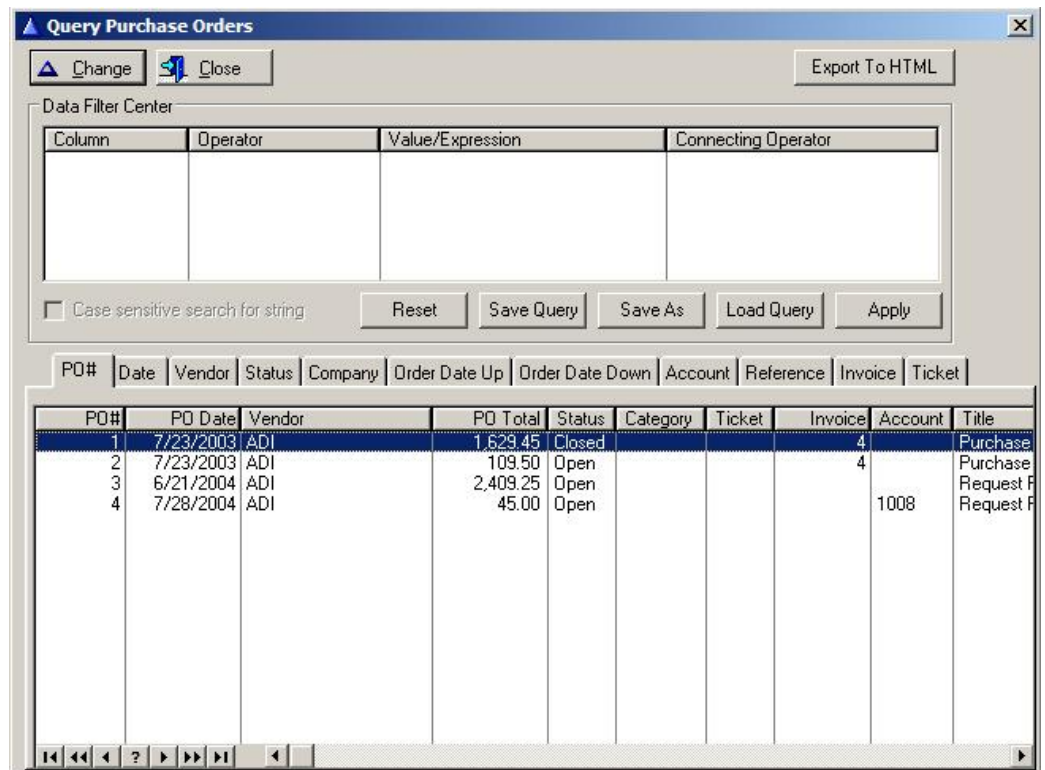 Query Purchase Orders
Change Close Export To HTML
Data Filter Center
Column Operator Value/Expression Connecting Operator
Case sensitive search for string Reset Save Query Save As Load Query Apply
PO# Date Vendor Status Company Order Date Up Order Date Down Account Reference Invoice Ticket
PO# PO Date Vendor PO Total Status Category Ticket Invoice Account Title
1 7/23/2003 ADI 1,629.45 Closed 4 Purchase
2 7/23/2003 ADI 109.50 Open 4 Purchase
3 6/21/2004 ADI 2,409.25 Open Request
4 7/28/2004 ADI 45.00 Open 1008 Request
?